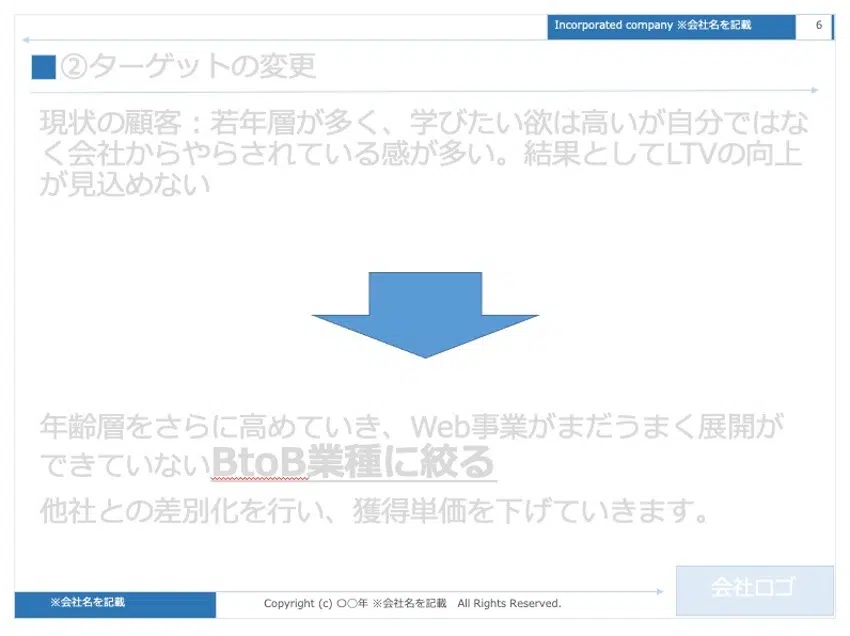 Incorporated company ※会社名を記載
6
②ターゲットの変更
現状の顧客：若年層が多く、学びたい欲は高いが自分ではな
く会社からやらされている感が多い。結果としてLTVの向上
が見込めない
年齢層をさらに高めていき、Web事業がまだうまく展開が
できていないBtoB業種に絞る
他社との差別化を行い、獲得単価を下げていきます。
会社ロゴ
※会社名を記載
Copyright (c) 〇〇年 ※会社名を記載 All Rights Reserved.